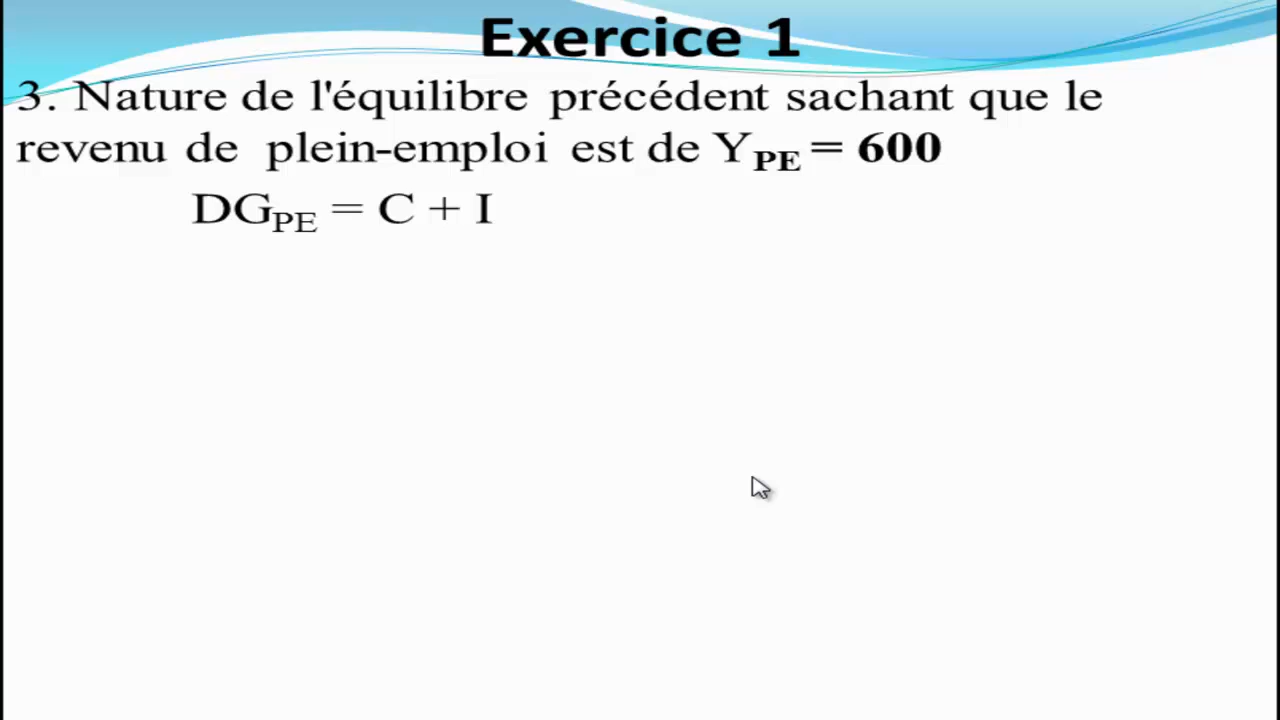 Exercice 1
3. Nature de l'équilibre précédent sachant que le
revenu de plein-emploi est de Y_PE = 600
DG_PE = C + I